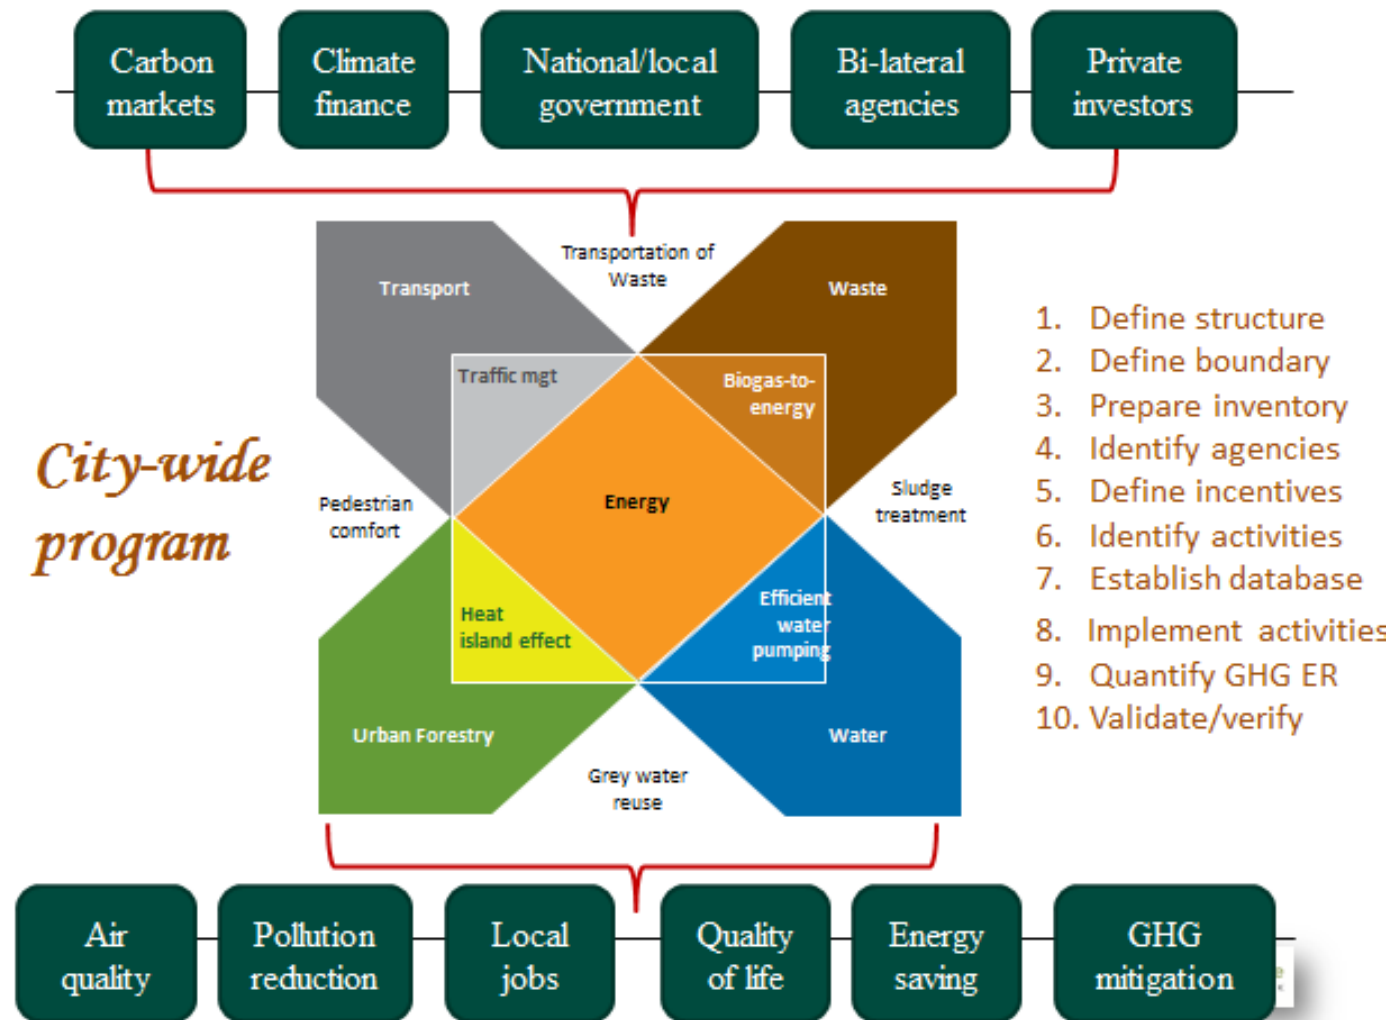 Carbon
markets
Climate
finance
National/local
government
Bi-lateral
agencies
Private
investors
Transportation of
Waste
Transport
Waste
Traffic mgt
Biogas-to-
energy
City-wide
program
Pedestrian
comfort
Energy
Sludge
treatment
Heat
island effect
Efficient
water
pumping
Urban Forestry
Water
Grey water
reuse
1. Define structure
2. Define boundary
3. Prepare inventory
4. Identify agencies
5. Define incentives
6. Identify activities
7. Establish database
8. Implement activities
9. Quantify GHG ER
10. Validate/verify
Air
quality
Pollution
reduction
Local
jobs
Quality
of life
Energy
saving
GHG
mitigation